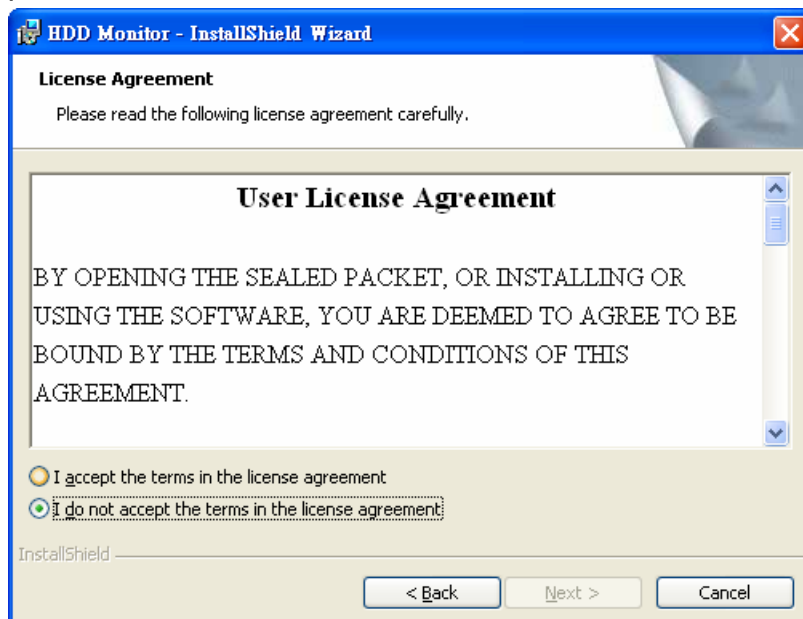 HDD Monitor - InstallShield Wizard
License Agreement
Please read the following license agreement carefully.
User License Agreement
BY OPENING THE SEALED PACKET, OR INSTALLING OR
USING THE SOFTWARE, YOU ARE DEEMED TO AGREE TO BE
BOUND BY THE TERMS AND CONDITIONS OF THIS
AGREEMENT.
I accept the terms in the license agreement
I do not accept the terms in the license agreement
InstallShield
< Back Next > Cancel